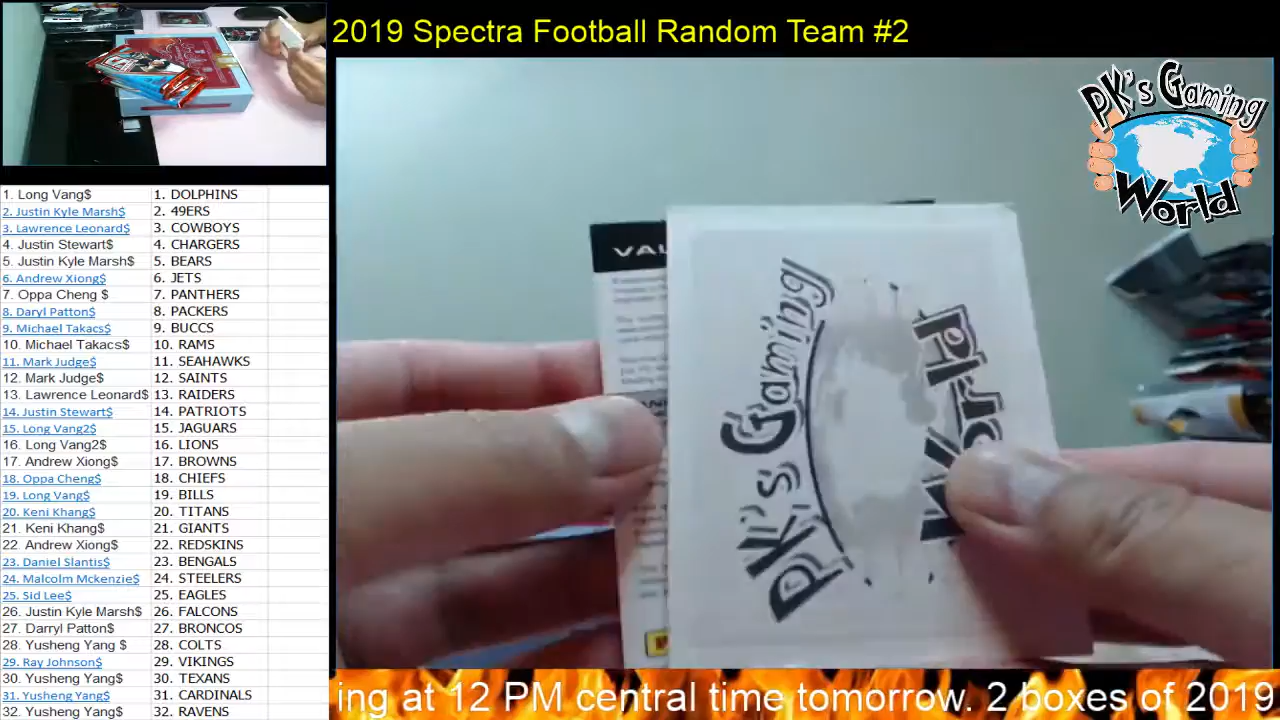 2019 Spectra Football Random Team #2
PK's Gaming
World
1. Long Vang$ 1. DOLPHINS
2. Justin Kyle Marsh$ 2. 49ERS
3. Lawrence Leonard$ 3. COWBOYS
4. Justin Stewart$ 4. CHARGERS
5. Justin Kyle Marsh$ 5. BEARS
6. Andrew Xiong$ 6. JETS
7. Oppa Cheng $ 7. PANTHERS
8. Daryl Patton$ 8. PACKERS
9. Michael Takacs$ 9. BUCCS
10. Michael Takacs$ 10. RAMS
11. Mark Judge$ 11. SEAHAWKS
12. Mark Judge$ 12. SAINTS
13. Lawrence Leonard$ 13. RAIDERS
14. Justin Stewart$ 14. PATRIOTS
15. Long Vang2$ 15. JAGUARS
16. Long Vang2$ 16. LIONS
17. Andrew Xiong$ 17. BROWNS
18. Oppa Cheng$ 18. CHIEFS
19. Long Vang$ 19. BILLS
20. Keni Khang$ 20. TITANS
21. Keni Khang$ 21. GIANTS
22. Andrew Xiong$ 22. REDSKINS
23. Daniel Slantis$ 23. BENGALS
24. Malcolm Mckenzie$ 24. STEELERS
25. Sid Lee$ 25. EAGLES
26. Justin Kyle Marsh$ 26. FALCONS
27. Darryl Patton$ 27. BRONCOS
28. Yusheng Yang $ 28. COLTS
29. Ray Johnson$ 29. VIKINGS
30. Yusheng Yang$ 30. TEXANS
31. Yusheng Yang$ 31. CARDINALS
32. Yusheng Yang$ 32. RAVENS
VAL
PK's Gaming
World
ing at 12 PM central time tomorrow. 2 boxes of 2019